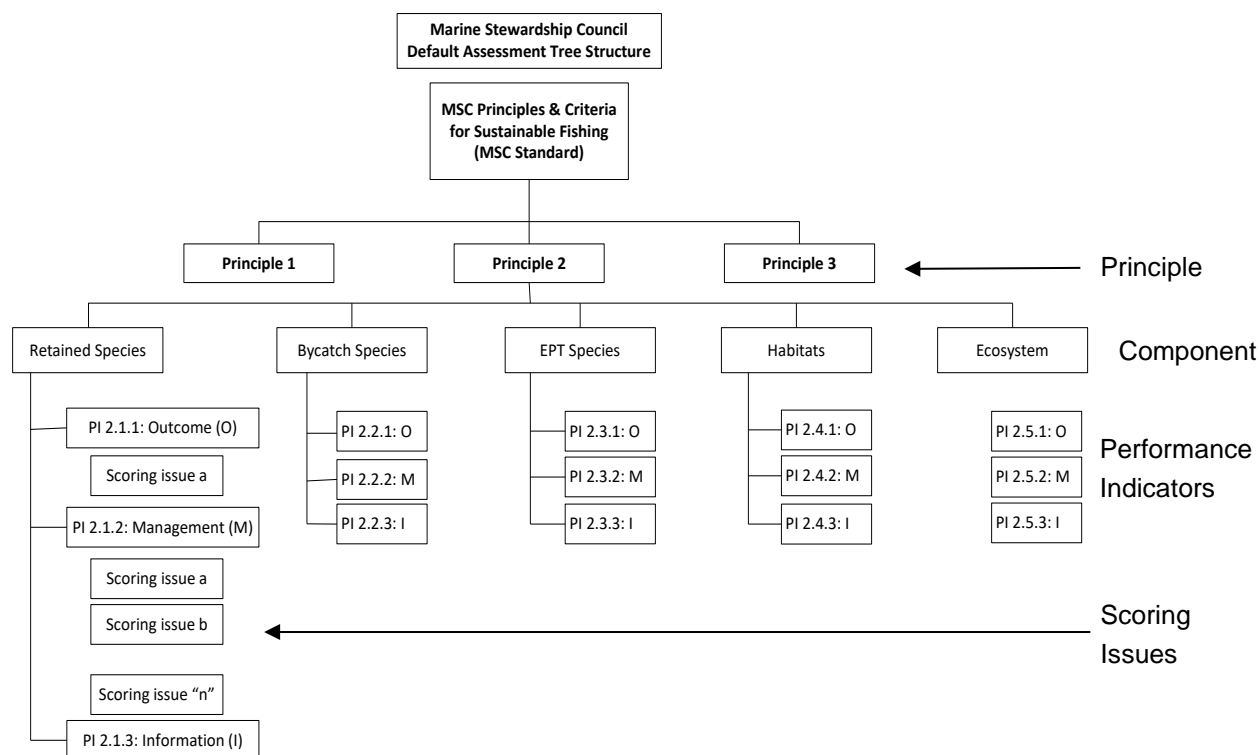 Marine Stewardship Council
Default Assessment Tree Structure
MSC Principles & Criteria
for Sustainable Fishing
(MSC Standard)
Principle 1
Principle 2
Principle 3
Principle
Retained Species
Bycatch Species
EPT Species
Habitats
Ecosystem
Component
PI 2.1.1: Outcome (O)
Scoring issue a
PI 2.1.2: Management (M)
Scoring issue a
Scoring issue b
Scoring issue “n”
PI 2.1.3: Information (I)
PI 2.2.1: O
PI 2.2.2: M
PI 2.2.3: I
PI 2.3.1: O
PI 2.3.2: M
PI 2.3.3: I
PI 2.4.1: O
PI 2.4.2: M
PI 2.4.3: I
PI 2.5.1: O
PI 2.5.2: M
PI 2.5.3: I
Performance
Indicators
Scoring
Issues